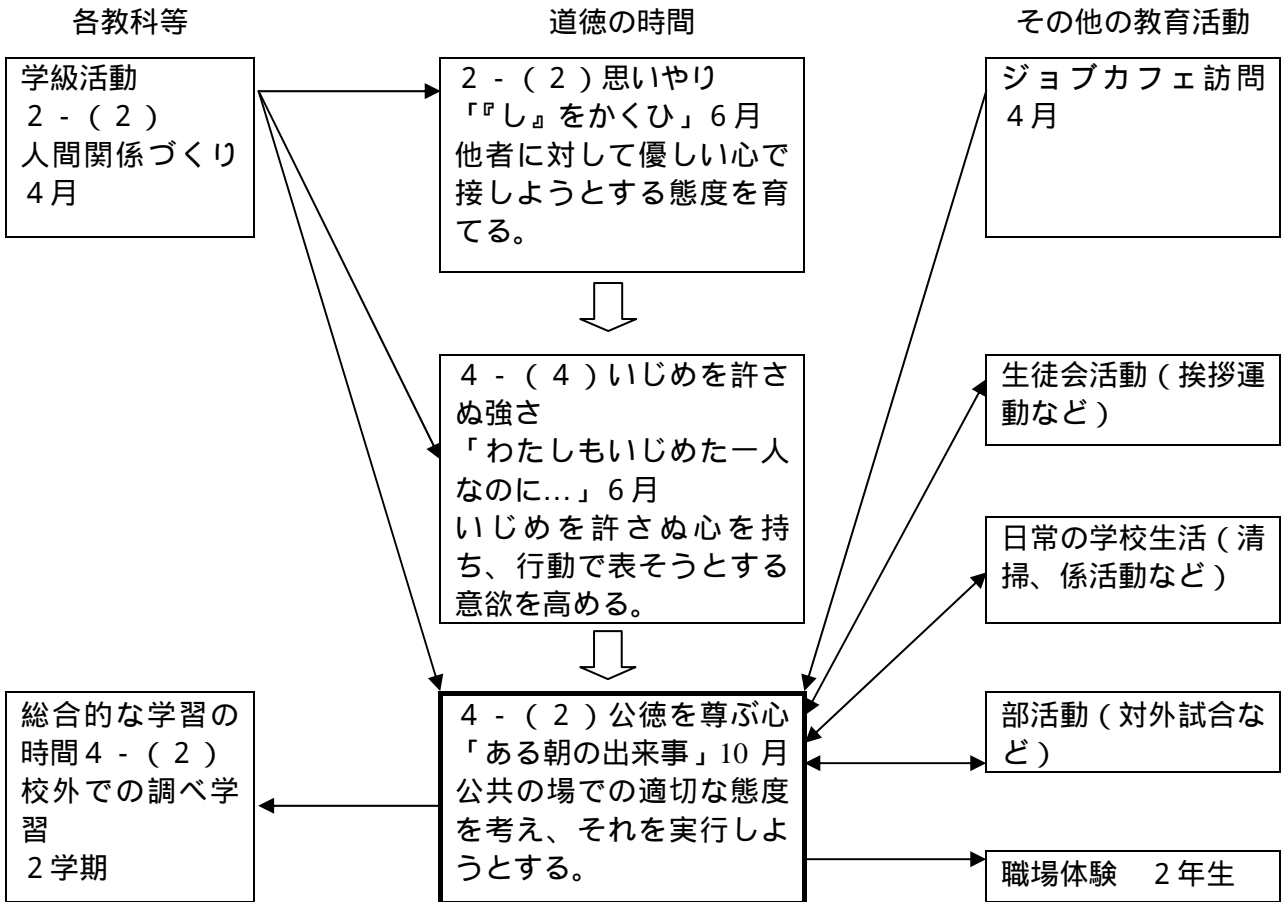 各教科等
道徳の時間
その他の教育活動
学級活動
2-(2)
人間関係づくり
4月
2-(2)思いやり
「『し』をかくひ」6月
他者に対して優しい心で
接しようとする態度を育
てる。
ジョブカフェ訪問
4月
4-(4)いじめを許さ
ぬ強さ
「わたしもいじめた一人
なのに…」6月
いじめを許さぬ心を持
ち、行動で表そうとする
意欲を高める。
生徒会活動(挨拶運
動など)
日常の学校生活(清
掃、係活動など)
総合的な学習の
時間4-(2)
校外での調べ学
習
2学期
4-(2)公徳を尊ぶ心
「ある朝の出来事」10月
公共の場での適切な態度
を考え、それを実行しよ
うとする。
部活動(対外試合な
ど)
職場体験 2年生